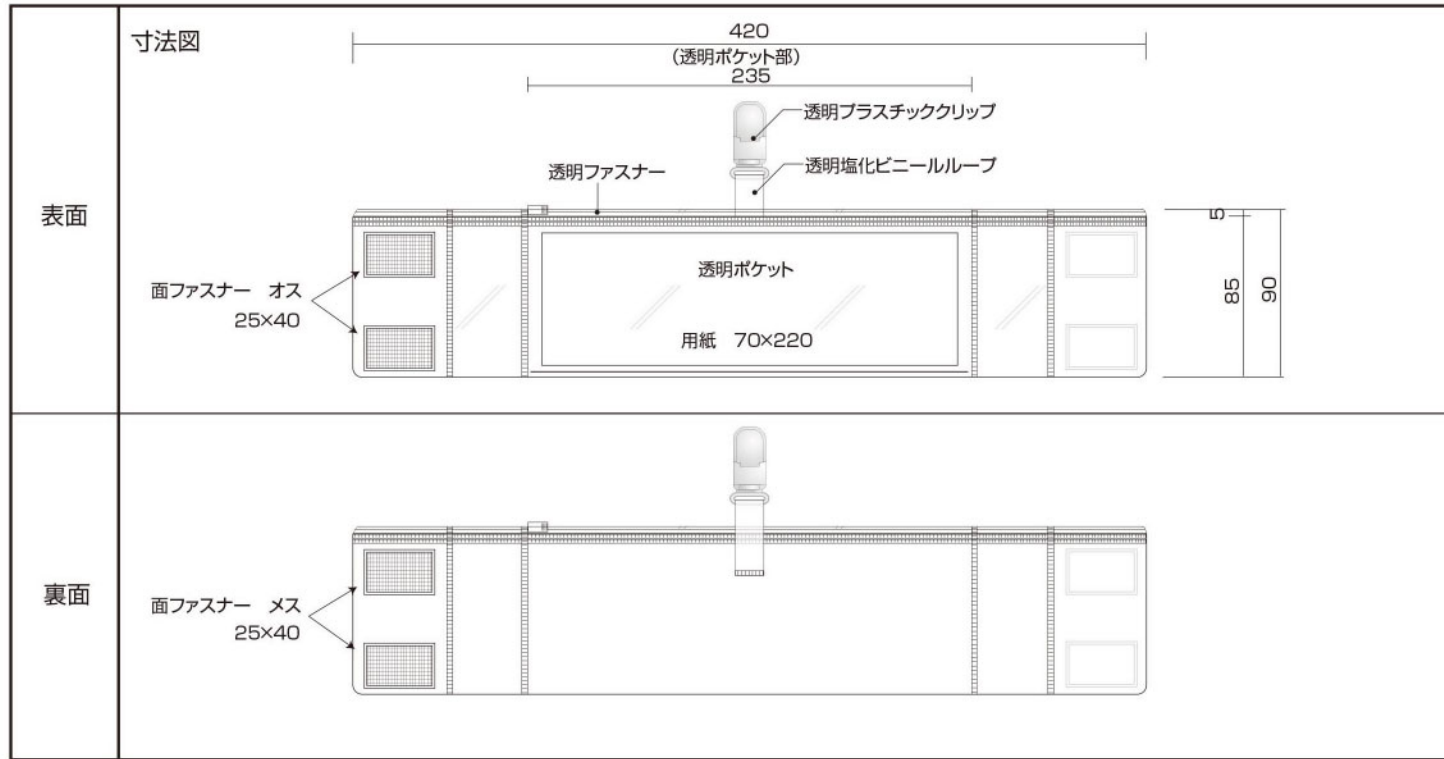 寸法図
420
(透明ポケット部)
235
透明プラスチッククリップ
透明塩化ビニールループ
透明ファスナー
表面
面ファスナー　オス
25×40
透明ポケット
用紙　70×220
5
85
90
裏面
面ファスナー　メス
25×40